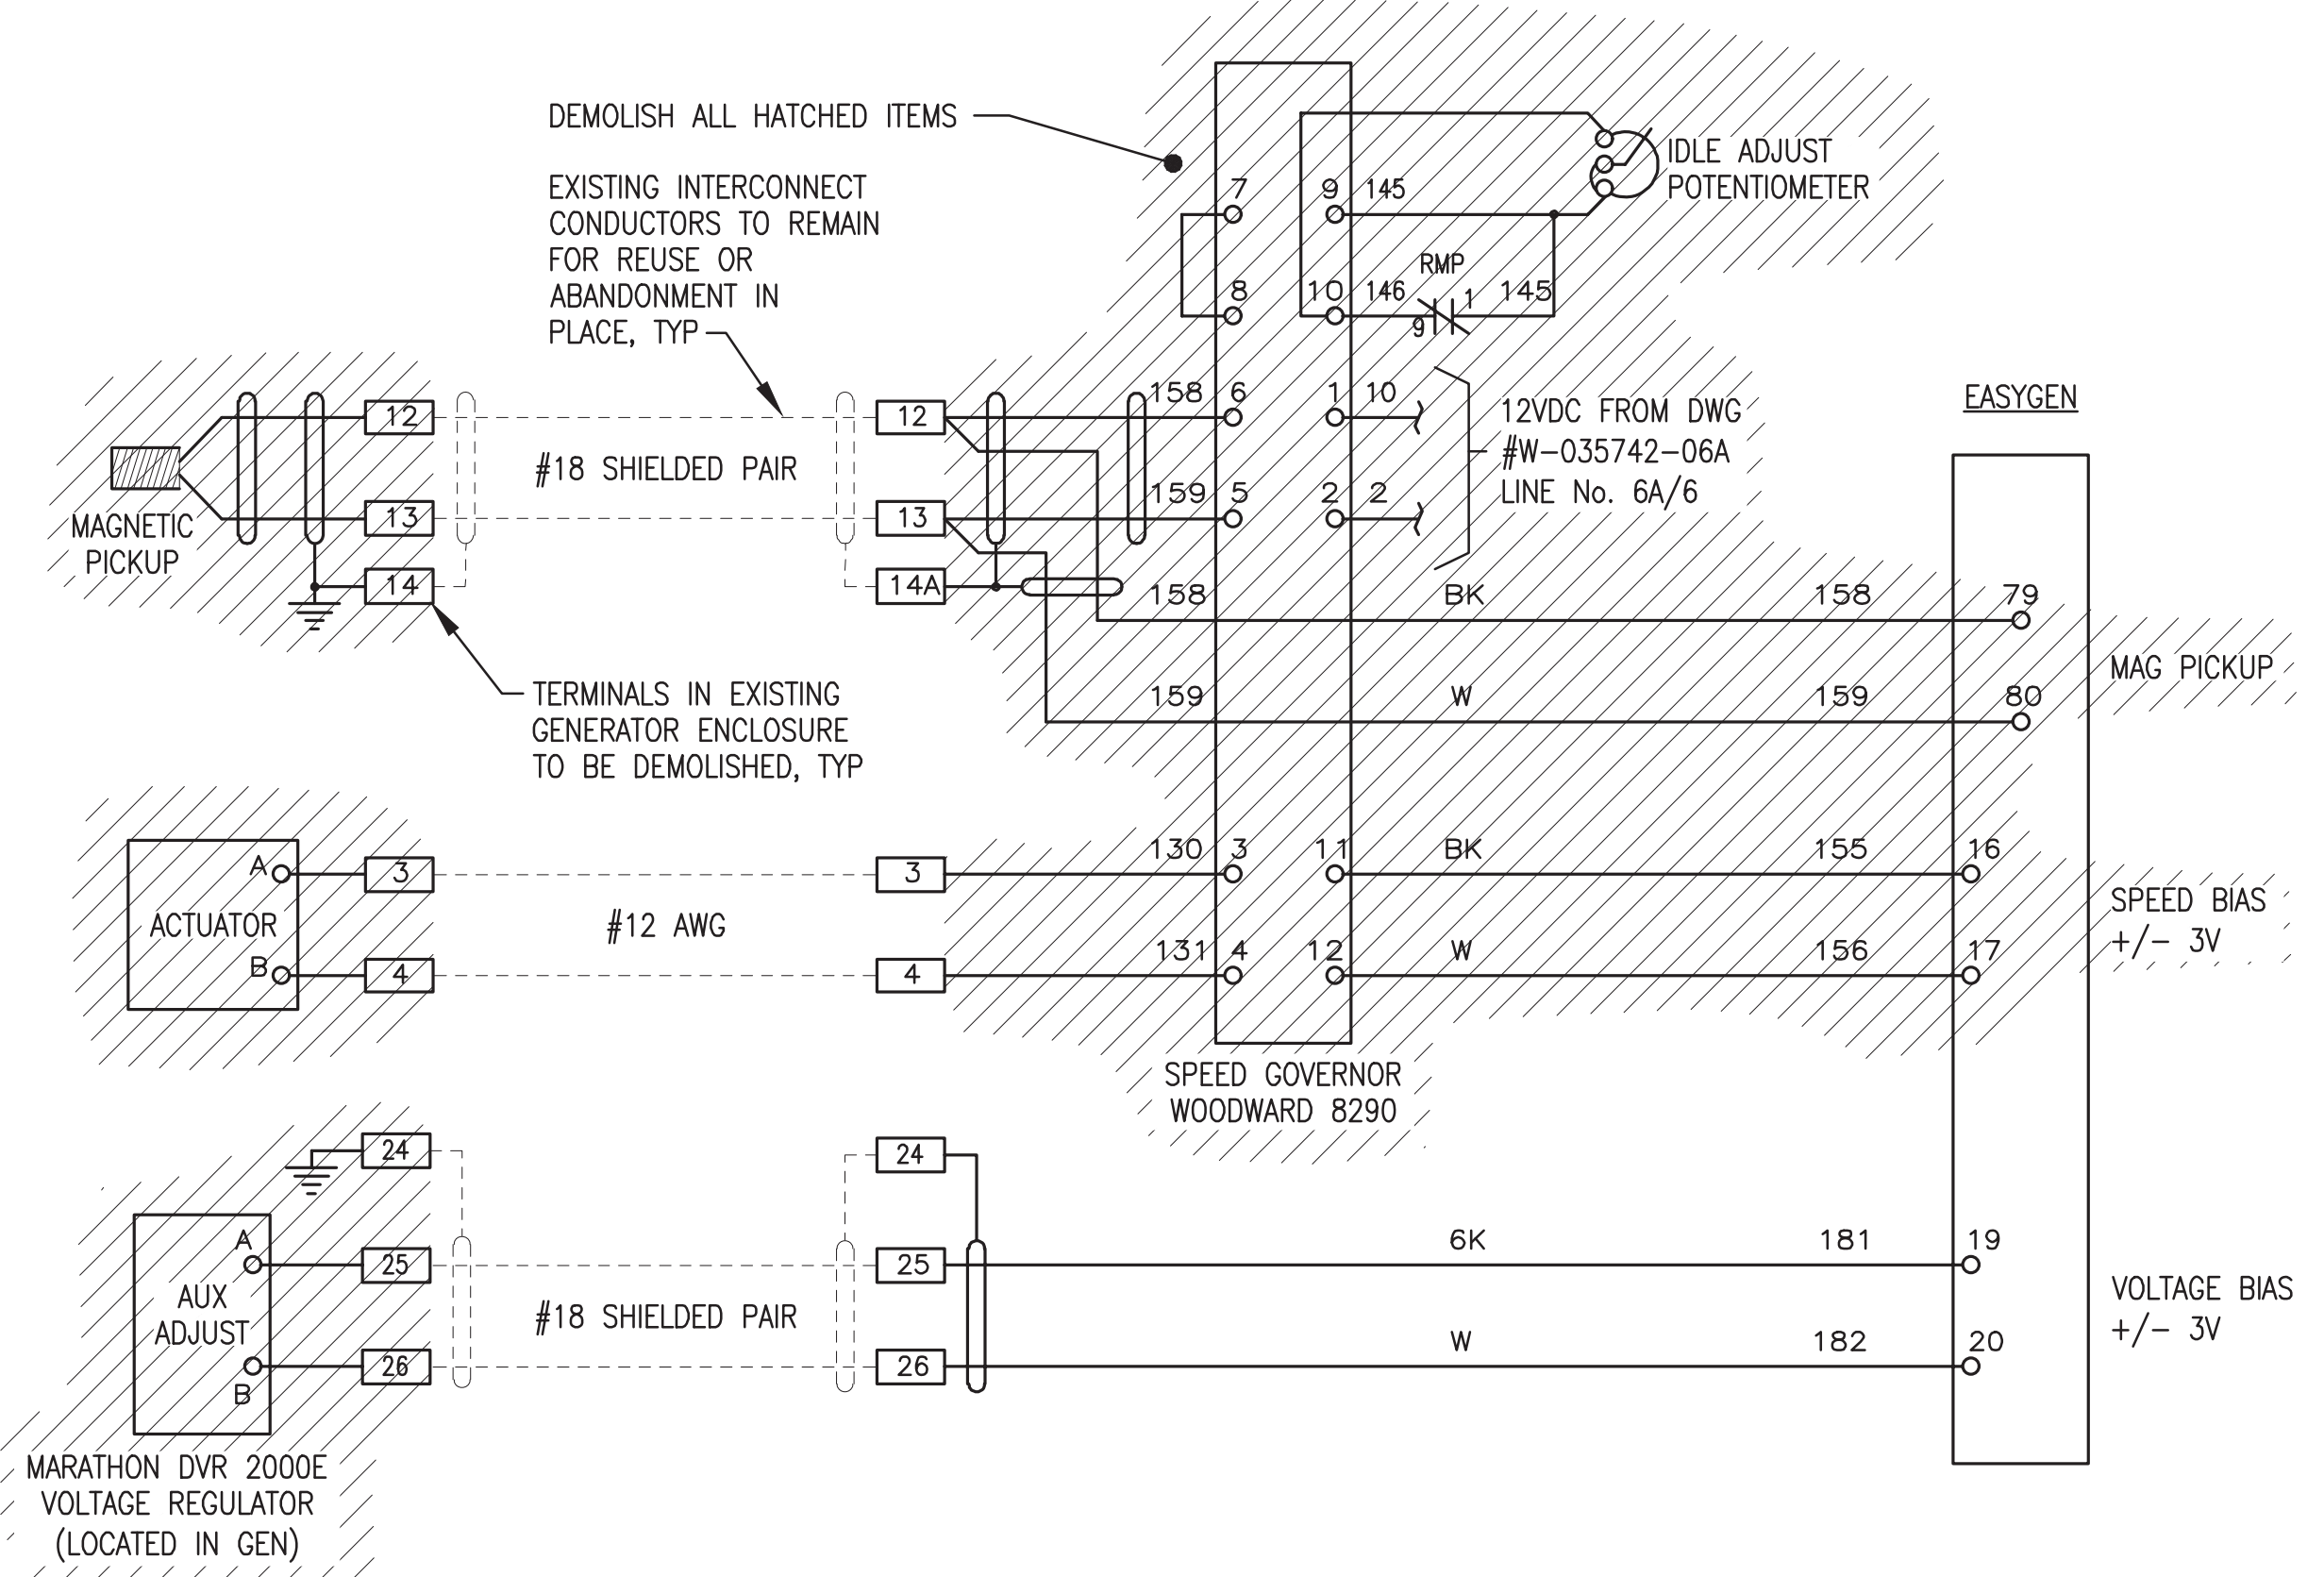 DEMOLISH ALL HATCHED ITEMS
EXISTING INTERCONNECT
CONDUCTORS TO REMAIN
FOR REUSE OR
ABANDONMENT IN
PLACE, TYP
IDLE ADJUST
POTENTIOMETER
7
9
145
8
10
146
RMP
9
1
145
12
12
158
6
1
10
12VDC FROM DWG
#W-035742-06A
LINE No. 6A/6
EASYGEN
#18 SHIELDED PAIR
13
13
159
5
2
2
MAGNETIC
PICKUP
14
14A
158
BK
158
79
MAG PICKUP
159
W
159
80
TERMINALS IN EXISTING
GENERATOR ENCLOSURE
TO BE DEMOLISHED, TYP
A
3
3
130
3
11
BK
155
16
ACTUATOR
#12 AWG
SPEED BIAS
+/- 3V
B
4
4
131
4
12
W
156
17
SPEED GOVERNOR
WOODWARD 8290
24
24
A
25
25
6K
181
19
AUX
ADJUST
#18 SHIELDED PAIR
VOLTAGE BIAS
+/- 3V
B
26
26
W
182
20
MARATHON DVR 2000E
VOLTAGE REGULATOR
(LOCATED IN GEN)